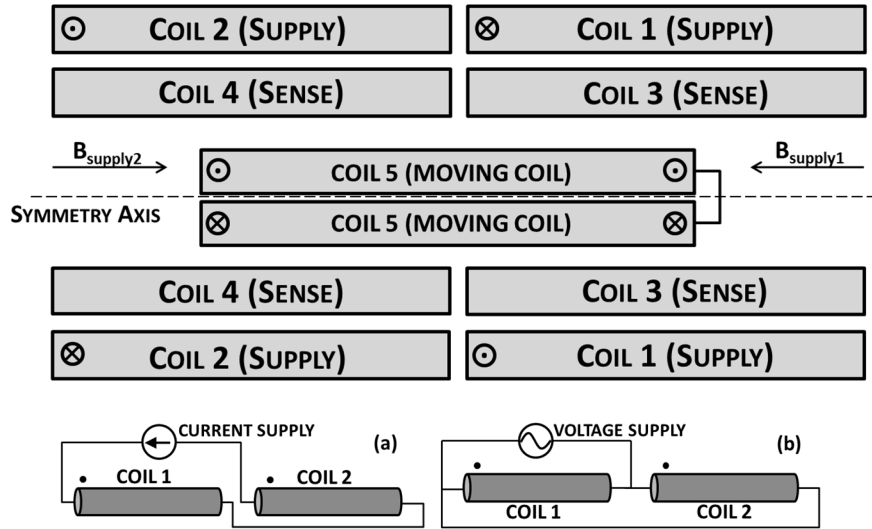 COIL 2 (SUPPLY)
COIL 1 (SUPPLY)
COIL 4 (SENSE)
COIL 3 (SENSE)
Bsupply2
COIL 5 (MOVING COIL)
Bsupply1
SYMMETRY AXIS
COIL 5 (MOVING COIL)
COIL 4 (SENSE)
COIL 3 (SENSE)
COIL 2 (SUPPLY)
COIL 1 (SUPPLY)
CURRENT SUPPLY
(a)
VOLTAGE SUPPLY
(b)
COIL 1
COIL 2
COIL 1
COIL 2